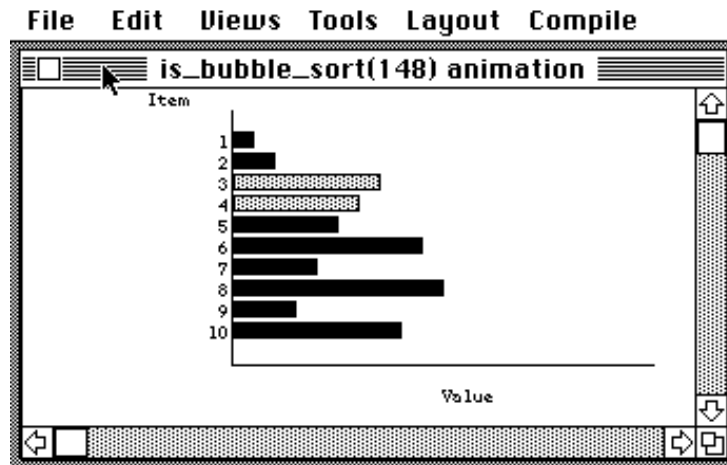 File Edit Views Tools Layout Compile
is_bubble_sort(148) animation
Item
1
2
3
4
5
6
7
8
9
10
Value